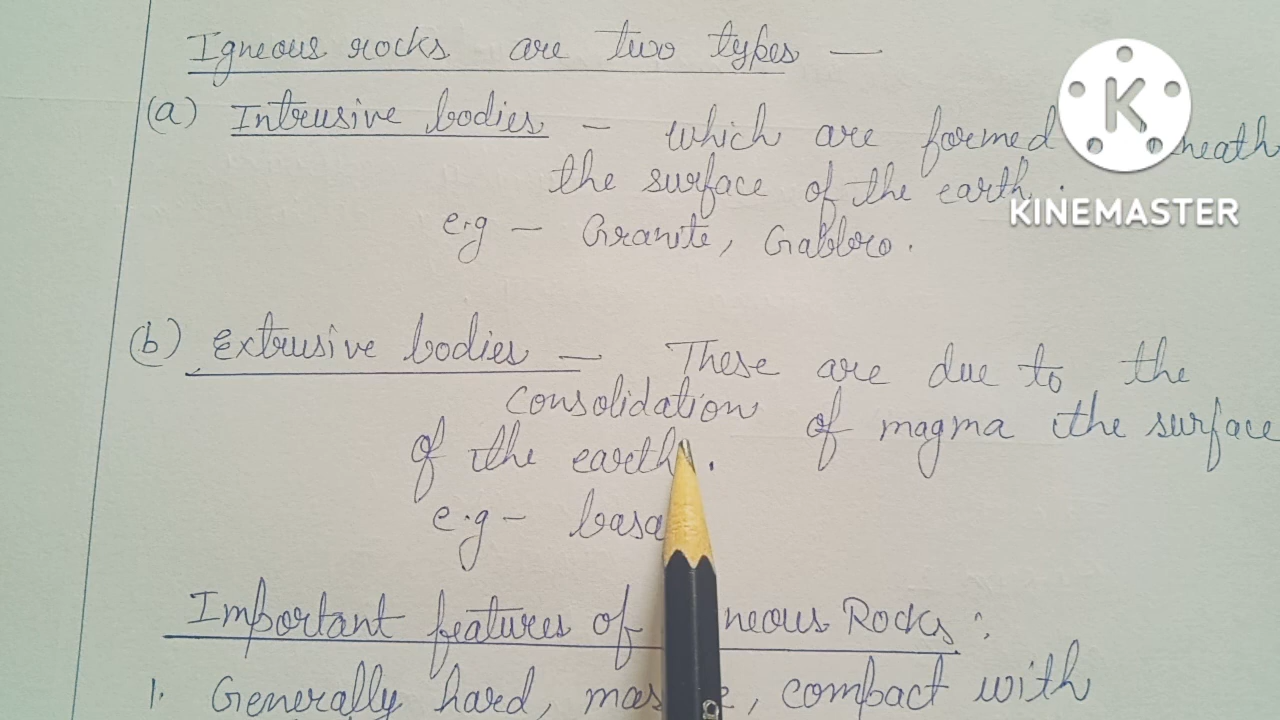 Igneous rocks are two types —
(a) Intrusive bodies — which are formed
the surface of the earth.
e.g — Granite, Gabbro.
K
KINEMASTER
(b) Extrusive bodies — These are due to the
consolidation of magma the surface
of the earth.
e.g —
Important features of Rocks:
1. Generally hard, compact with